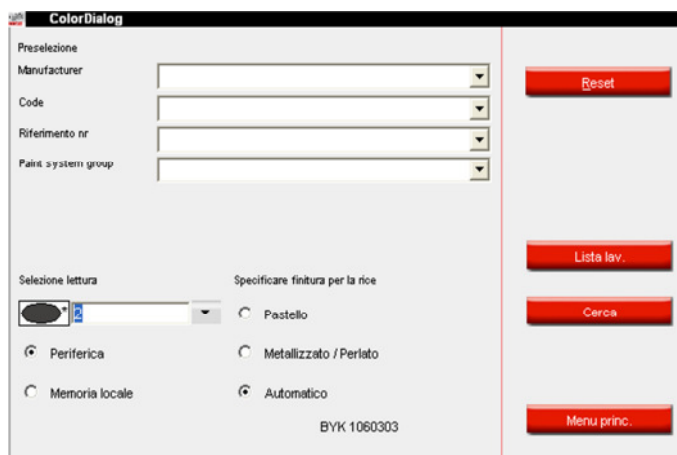 ColorDialog
Preselezione
Manufacturer
Reset
Code
Riferimento nr
Paint system group
Lista lav.
Selezione lettura
Specificare finitura per la rice
* 2
Pastello
Cerca
Periferica
Metallizzato / Perlato
Memoria locale
Automatico
Menu princ.
BYK 1060303